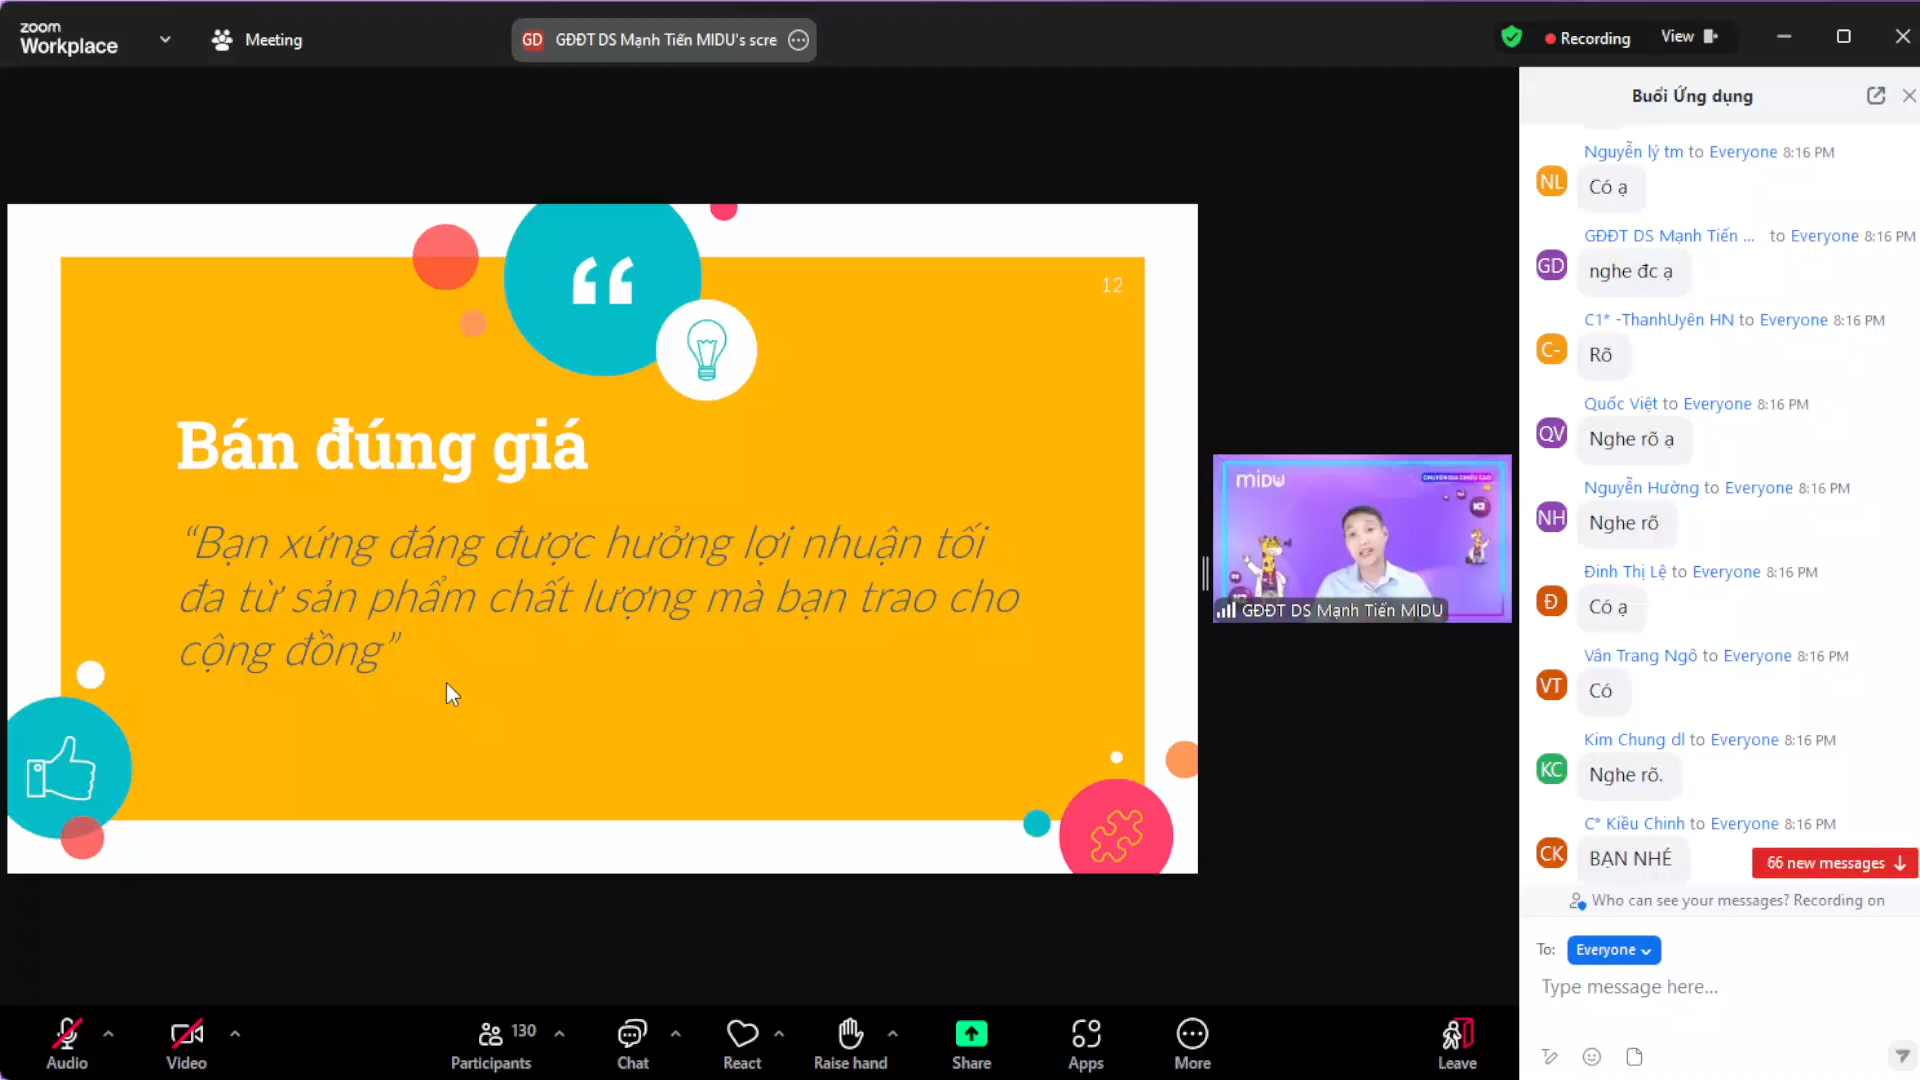 zoom
Workplace
Meeting
GD GĐĐT DS Mạnh Tiến MIDU's scre
Recording
View
12
Bán đúng giá
“Bạn xứng đáng được hưởng lợi nhuận tối
đa từ sản phẩm chất lượng mà bạn trao cho
cộng đồng”
miDU
CHUYÊN GIA CHIỀU CAO
GĐĐT DS Mạnh Tiến MIDU
Buổi Ứng dụng
Nguyễn lý tm to Everyone 8:16 PM
NL Có ạ
GĐĐT DS Mạnh Tiến ... to Everyone 8:16 PM
GD nghe đc ạ
C1* -ThanhUyên HN to Everyone 8:16 PM
C- Rõ
Quốc Việt to Everyone 8:16 PM
QV Nghe rõ ạ
Nguyễn Hường to Everyone 8:16 PM
NH Nghe rõ
Đinh Thị Lệ to Everyone 8:16 PM
Đ Có ạ
Vân Trang Ngô to Everyone 8:16 PM
VT Có
Kim Chung dl to Everyone 8:16 PM
KC Nghe rõ.
C* Kiều Chinh to Everyone 8:16 PM
CK BẠN NHÉ
66 new messages
Who can see your messages? Recording on
To: Everyone
Type message here...
Audio
Video
130
Participants
Chat
React
Raise hand
Share
Apps
More
Leave